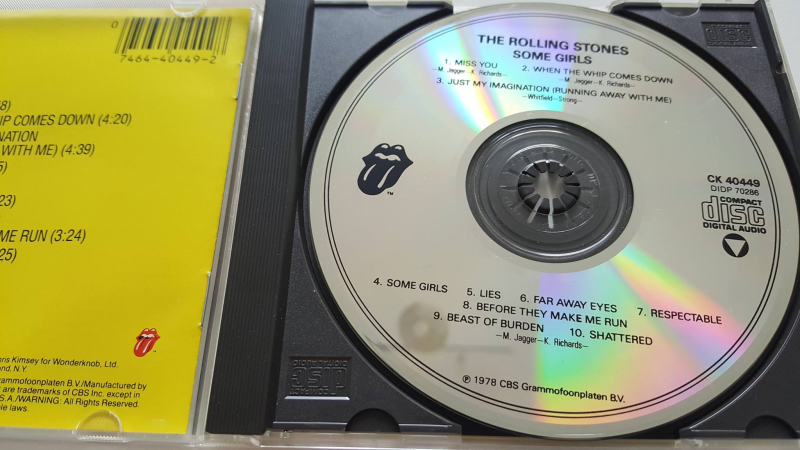 0
7464-40449-2
8)
IP COMES DOWN (4:20)
NATION
WITH ME) (4:39)
5)
23)
ME RUN (3:24)
25)
ris Kimsey for Wonderknob, Ltd.
ond, N.Y.
grammofoonplaten B.V./Manufactured by
are trademarks of CBS Inc. except in
S.A./WARNING: All Rights Reserved.
ble laws.
THE ROLLING STONES
SOME GIRLS
1. MISS YOU
—M. Jagger—K. Richards—
2. WHEN THE WHIP COMES DOWN
—M. Jagger—K. Richards—
3. JUST MY IMAGINATION (RUNNING AWAY WITH ME)
—Whitfield—Strong—
TM
CK 40449
DIDP 70286
COMPACT
disc
DIGITAL AUDIO
4. SOME GIRLS
5. LIES
6. FAR AWAY EYES
7. RESPECTABLE
8. BEFORE THEY MAKE ME RUN
9. BEAST OF BURDEN
10. SHATTERED
—M. Jagger—K. Richards—
℗ 1978 CBS Grammofoonplaten B.V.